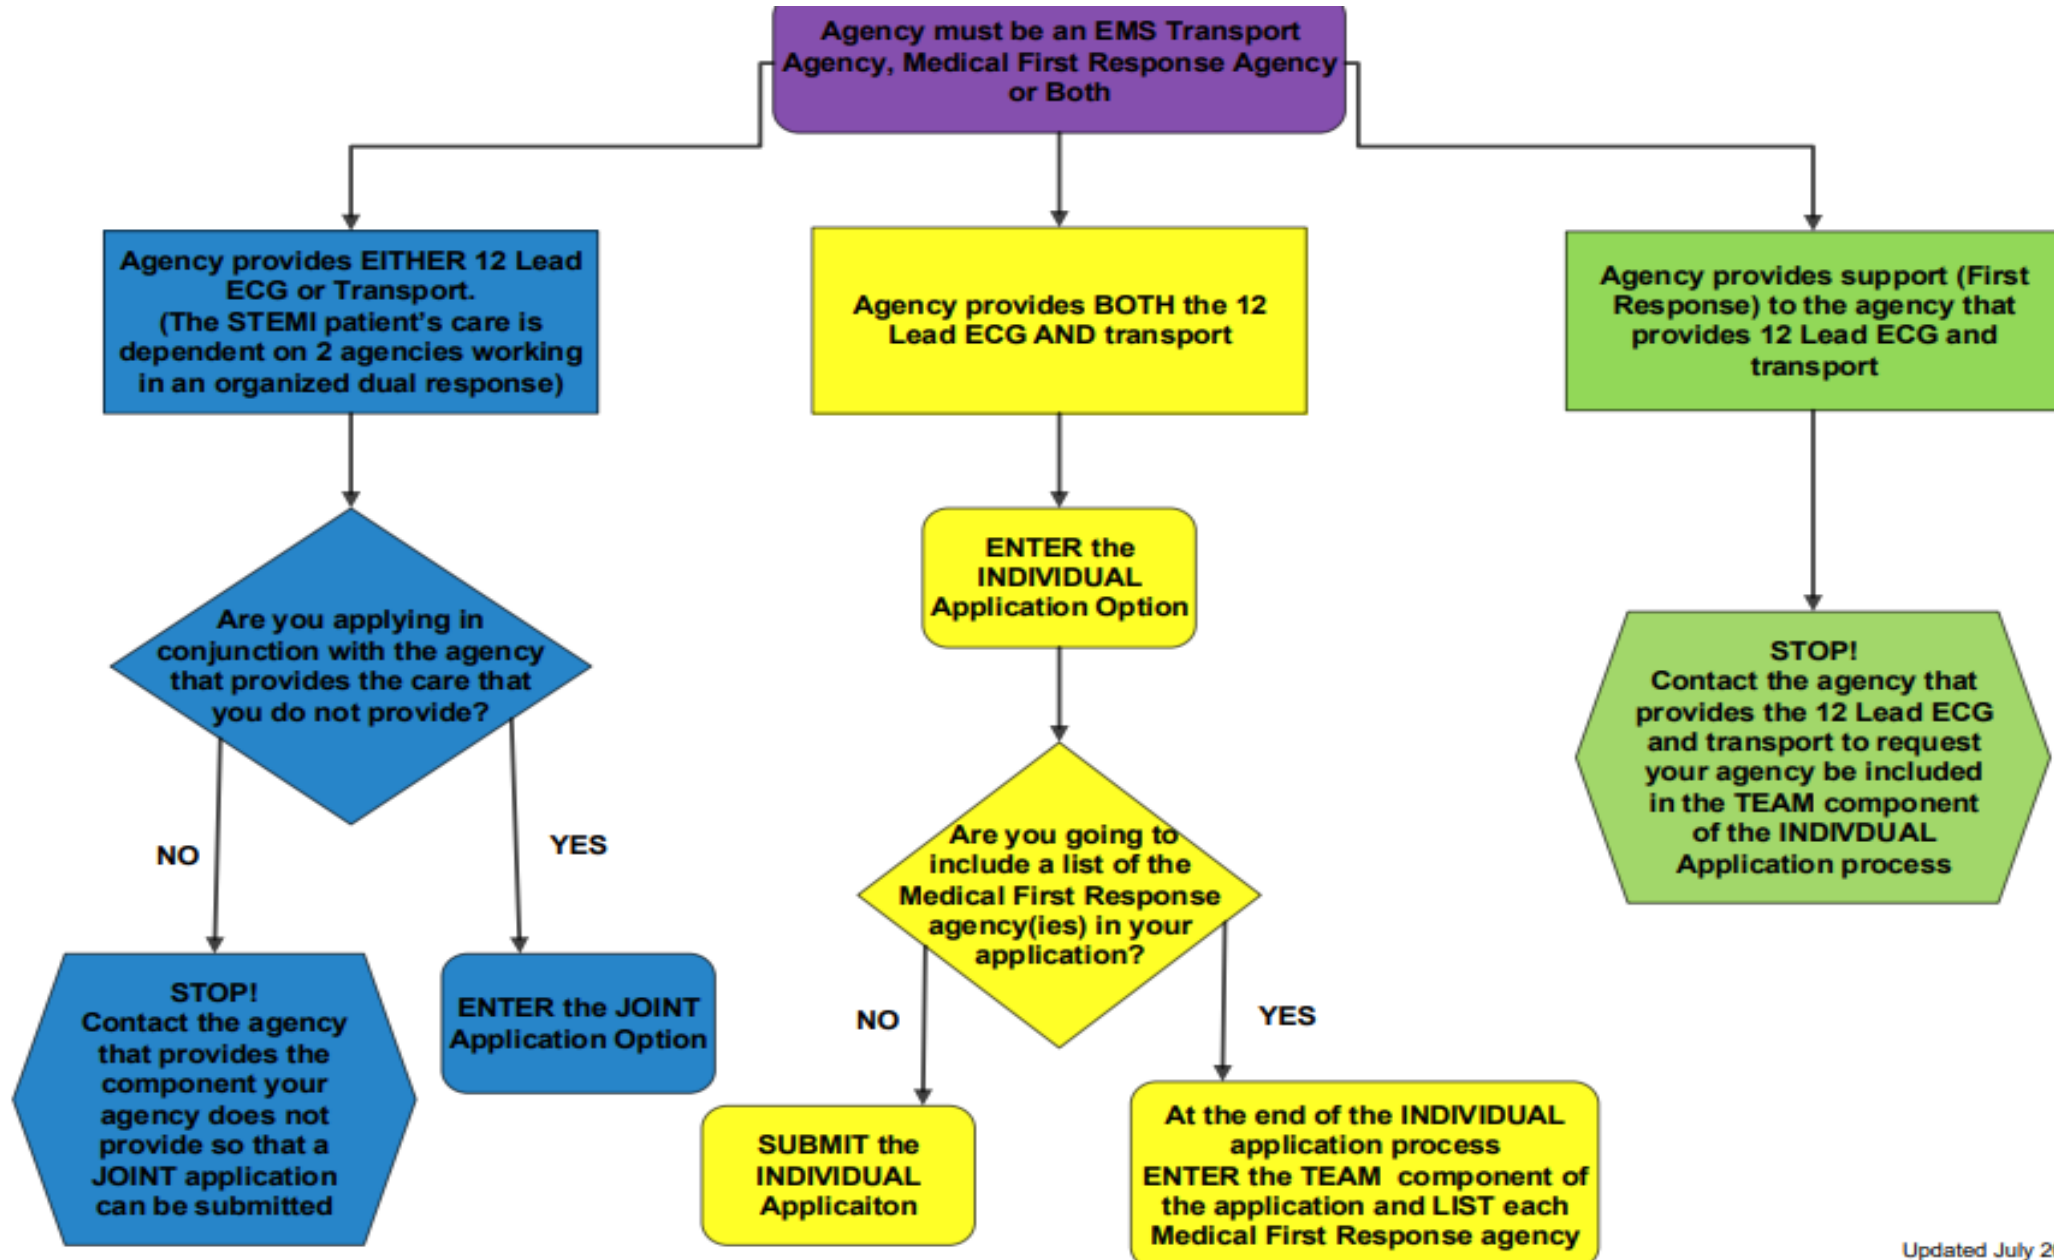 Agency must be an EMS Transport
Agency, Medical First Response Agency
or Both
Agency provides EITHER 12 Lead
ECG or Transport.
(The STEMI patient's care is
dependent on 2 agencies working
in an organized dual response)
Agency provides BOTH the 12
Lead ECG AND transport
Agency provides support (First
Response) to the agency that
provides 12 Lead ECG and
transport
Are you applying in
conjunction with the agency
that provides the care that
you do not provide?
NO
YES
STOP!
Contact the agency
that provides the
component your
agency does not
provide so that a
JOINT application
can be submitted
ENTER the JOINT
Application Option
ENTER the
INDIVIDUAL
Application Option
Are you going to
include a list of the
Medical First Response
agency(ies) in your
application?
NO
YES
SUBMIT the
INDIVIDUAL
Applicaiton
At the end of the INDIVIDUAL
application process
ENTER the TEAM component of
the application and LIST each
Medical First Response agency
STOP!
Contact the agency that
provides the 12 Lead ECG
and transport to request
your agency be included
in the TEAM component
of the INDIVDUAL
Application process
Updated July